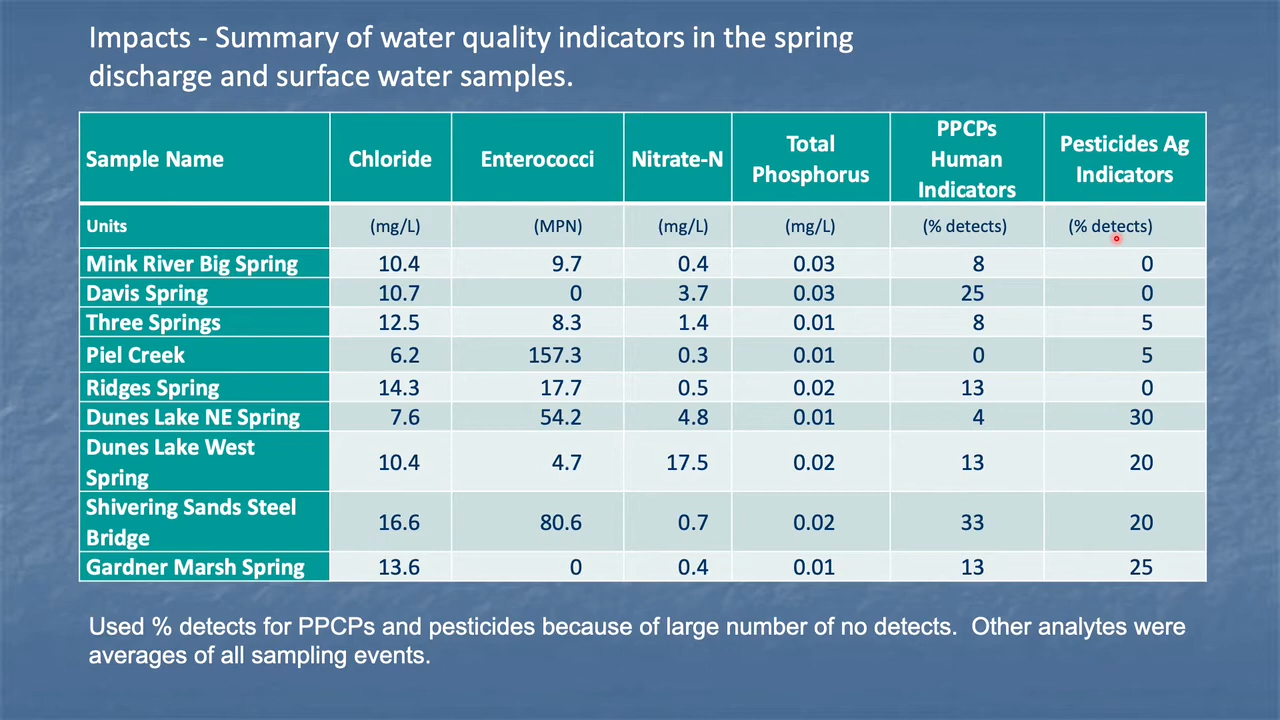 Impacts - Summary of water quality indicators in the spring
discharge and surface water samples.
Sample Name Chloride Enterococci Nitrate-N Total Phosphorus PPCPs Human Indicators Pesticides Ag Indicators
Units (mg/L) (MPN) (mg/L) (mg/L) (% detects) (% detects)
Mink River Big Spring 10.4 9.7 0.4 0.03 8 0
Davis Spring 10.7 0 3.7 0.03 25 0
Three Springs 12.5 8.3 1.4 0.01 8 5
Piel Creek 6.2 157.3 0.3 0.01 0 5
Ridges Spring 14.3 17.7 0.5 0.02 13 0
Dunes Lake NE Spring 7.6 54.2 4.8 0.01 4 30
Dunes Lake West Spring 10.4 4.7 17.5 0.02 13 20
Shivering Sands Steel Bridge 16.6 80.6 0.7 0.02 33 20
Gardner Marsh Spring 13.6 0 0.4 0.01 13 25
Used % detects for PPCPs and pesticides because of large number of no detects.  Other analytes were
averages of all sampling events.